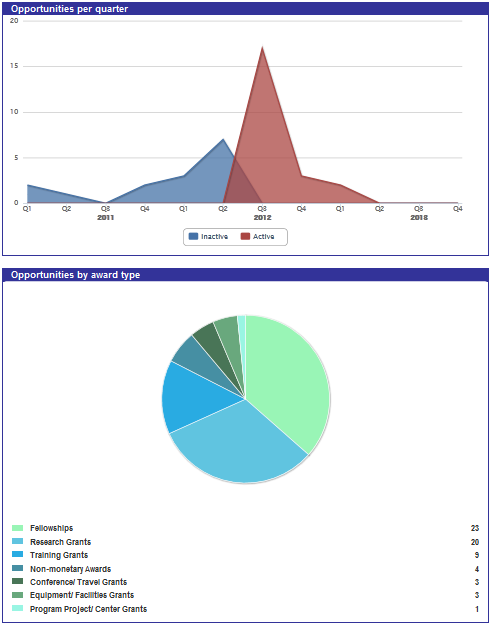 Opportunities per quarter
20
15
10
5
0
Q1 Q2 Q3 Q4 Q1 Q2 Q3 Q4 Q1 Q2 Q3 Q4
2011 2012 2013
Inactive Active
Opportunities by award type
Fellowships 23
Research Grants 20
Training Grants 9
Non-monetary Awards 4
Conference/ Travel Grants 3
Equipment/ Facilities Grants 3
Program Project/ Center Grants 1